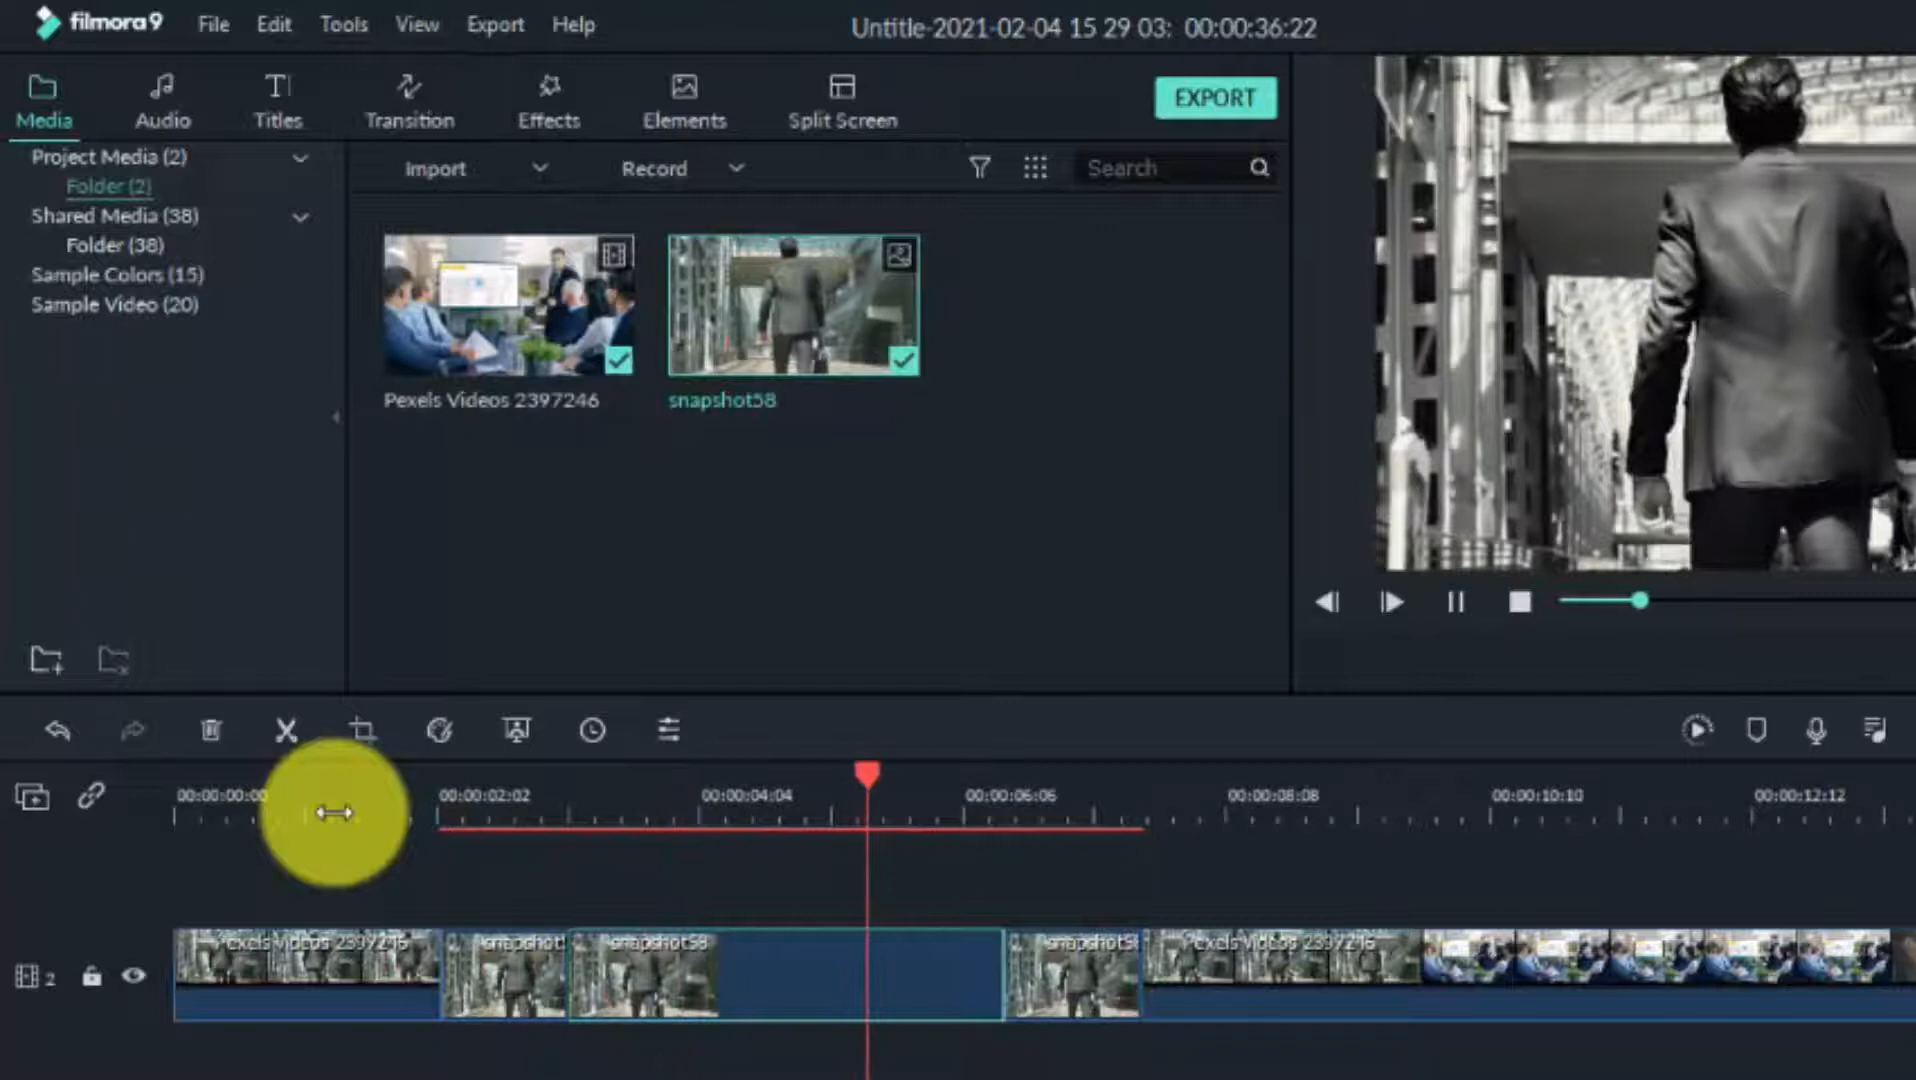 filmora9 File Edit Tools View Export Help Untitle-2021-02-04 15 29 03: 00:00:36:22
Media Audio Titles Transition Effects Elements Split Screen EXPORT
Project Media (2)
Folder (2)
Shared Media (38)
Folder (38)
Sample Colors (15)
Sample Video (20)
Import Record Search
Pexels Videos 2397246 snapshot58
00:00:00:00 00:00:02:02 00:00:04:04 00:00:06:06 00:00:08:08 00:00:10:10 00:00:12:12
Pexels Videos 2397246 snapshot5 snapshot58 snapshot5 Pexels Videos 2397246
2